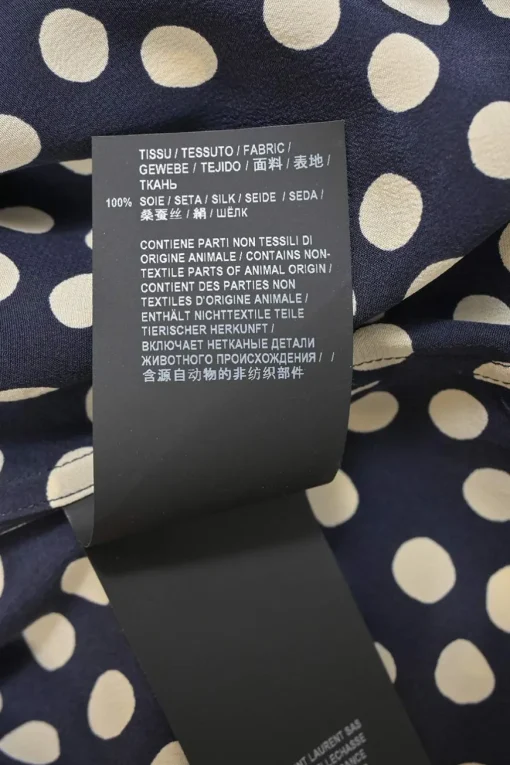 TISSU / TESSUTO / FABRIC /
GEWEBE / TEJIDO / 面料 / 表地 /
ТКАНЬ
100% SOIE / SETA / SILK / SEIDE / SEDA /
桑蚕丝 / 絹 / ШЁЛК
CONTIENE PARTI NON TESSILI DI
ORIGINE ANIMALE / CONTAINS NON-
TEXTILE PARTS OF ANIMAL ORIGIN /
CONTIENT DES PARTIES NON
TEXTILES D'ORIGINE ANIMALE /
ENTHÄLT NICHTTEXTILE TEILE
TIERISCHER HERKUNFT /
ВКЛЮЧАЕТ НЕТКАНЫЕ ДЕТАЛИ
ЖИВОТНОГО ПРОИСХОЖДЕНИЯ / /
含源自动物的非纺织部件
LAURENT SAS